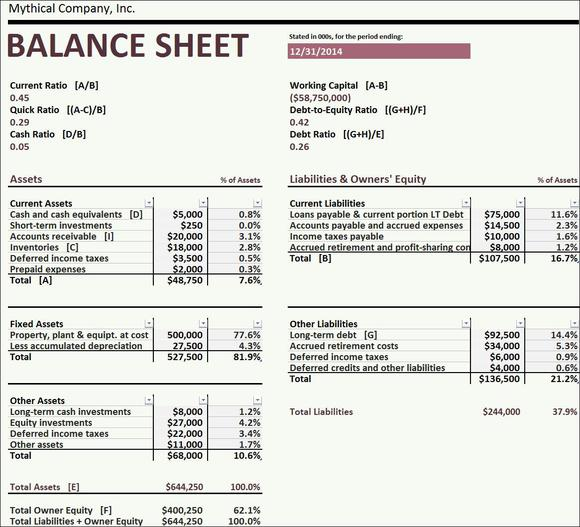 Mythical Company, Inc.
BALANCE SHEET
Stated in 000s, for the period ending:
12/31/2014
Current Ratio [A/B]
0.45
Quick Ratio [(A-C)/B]
0.29
Cash Ratio [D/B]
0.05
Working Capital [A-B]
($58,750,000)
Debt-to-Equity Ratio [(G+H)/F]
0.42
Debt Ratio [(G+H)/E]
0.26
Assets % of Assets
Current Assets
Cash and cash equivalents [D] $5,000 0.8%
Short-term investments $250 0.0%
Accounts receivable [I] $20,000 3.1%
Inventories [C] $18,000 2.8%
Deferred income taxes $3,500 0.5%
Prepaid expenses $2,000 0.3%
Total [A] $48,750 7.6%
Fixed Assets
Property, plant & equipt. at cost 500,000 77.6%
Less accumulated depreciation 27,500 4.3%
Total 527,500 81.9%
Other Assets
Long-term cash investments $8,000 1.2%
Equity investments $27,000 4.2%
Deferred income taxes $22,000 3.4%
Other assets $11,000 1.7%
Total $68,000 10.6%
Total Assets [E] $644,250 100.0%
Total Owner Equity [F] $400,250 62.1%
Total Liabilities + Owner Equity $644,250 100.0%
Liabilities & Owners' Equity % of Assets
Current Liabilities
Loans payable & current portion LT Debt $75,000 11.6%
Accounts payable and accrued expenses $14,500 2.3%
Income taxes payable $10,000 1.6%
Accrued retirement and profit-sharing con $8,000 1.2%
Total [B] $107,500 16.7%
Other Liabilities
Long-term debt [G] $92,500 14.4%
Accrued retirement costs $34,000 5.3%
Deferred income taxes $6,000 0.9%
Deferred credits and other liabilities $4,000 0.6%
Total $136,500 21.2%
Total Liabilities $244,000 37.9%